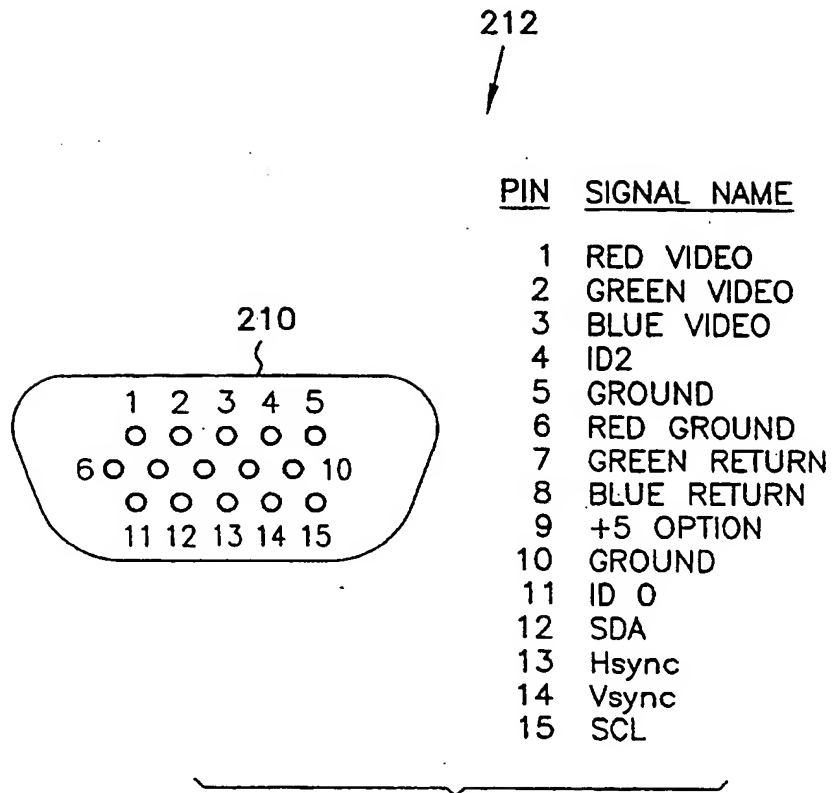 212
PIN SIGNAL NAME
1 RED VIDEO
2 GREEN VIDEO
3 BLUE VIDEO
4 ID2
5 GROUND
6 RED GROUND
7 GREEN RETURN
8 BLUE RETURN
9 +5 OPTION
10 GROUND
11 ID 0
12 SDA
13 Hsync
14 Vsync
15 SCL
210
1 2 3 4 5
6 10
11 12 13 14 15